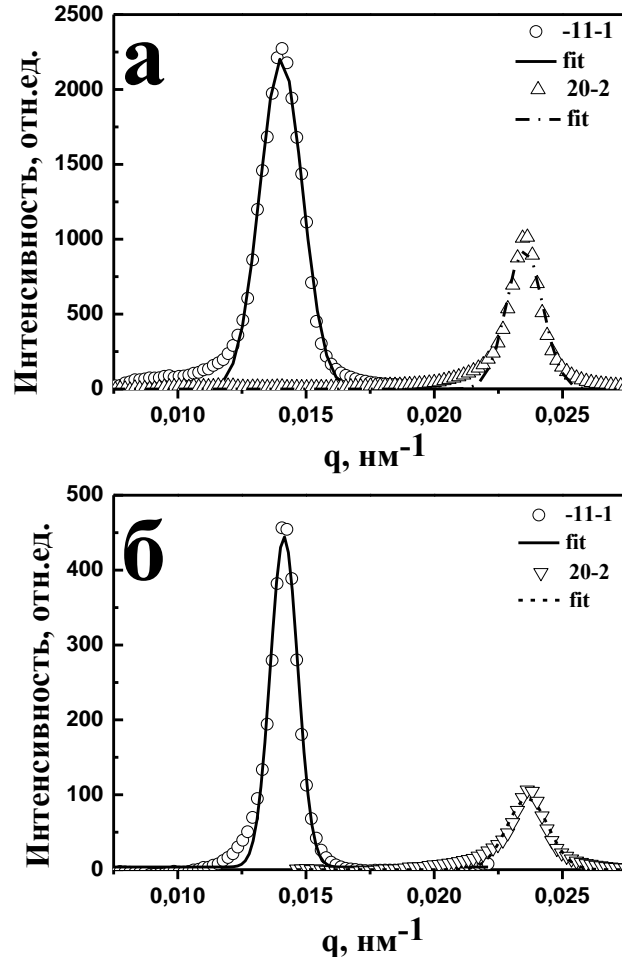 а
2500
2250
1500
1000
500
0
Интенсивность, отн.ед.
-11-1
fit
20-2
fit
0,010 0,015 0,020 0,025
q, нм-1
б
500
400
300
200
100
0
Интенсивность, отн.ед.
-11-1
fit
20-2
fit
0,010 0,015 0,020 0,025
q, нм-1